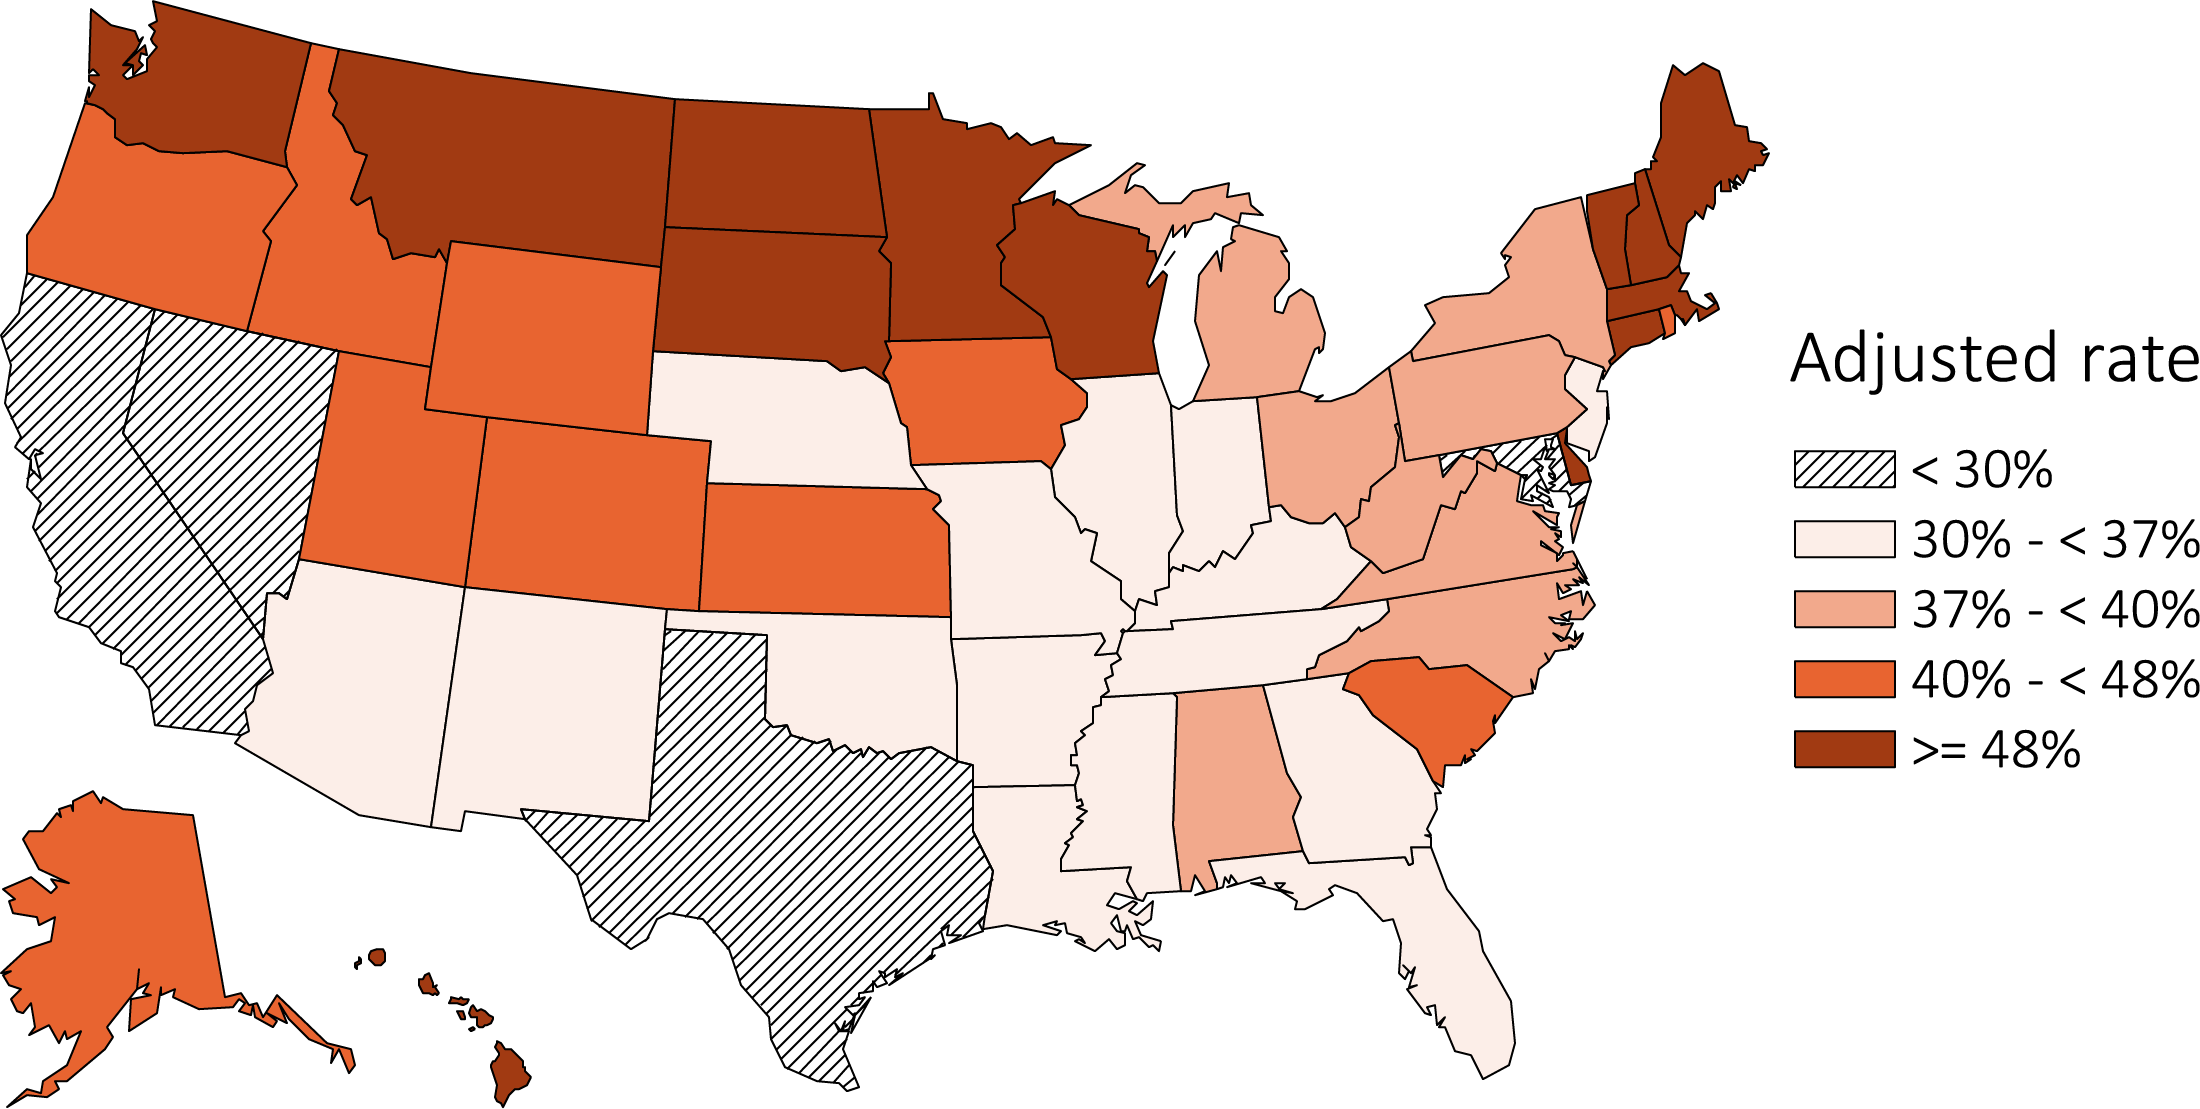 Adjusted rate
< 30%
30% - < 37%
37% - < 40%
40% - < 48%
>= 48%